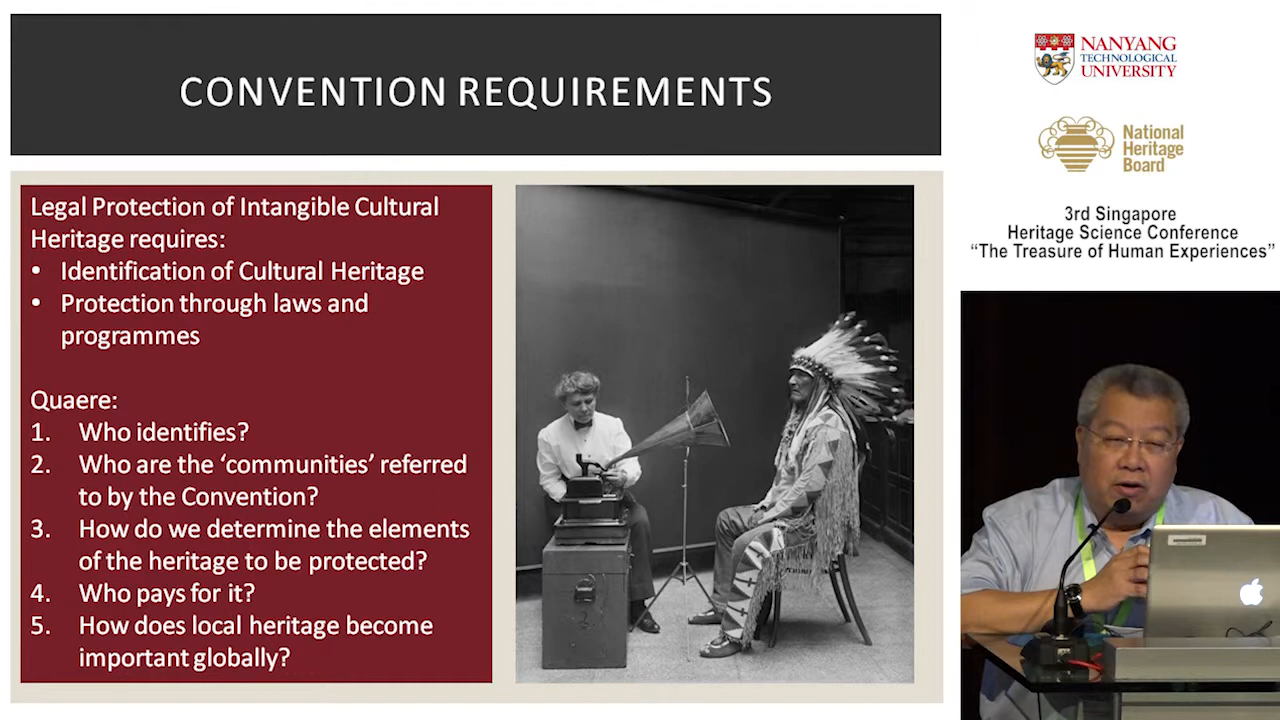 CONVENTION REQUIREMENTS
Legal Protection of Intangible Cultural
Heritage requires:
• Identification of Cultural Heritage
• Protection through laws and
programmes
Quaere:
1. Who identifies?
2. Who are the ‘communities’ referred
to by the Convention?
3. How do we determine the elements
of the heritage to be protected?
4. Who pays for it?
5. How does local heritage become
important globally?
NANYANG
TECHNOLOGICAL
UNIVERSITY
National
Heritage
Board
3rd Singapore
Heritage Science Conference
“The Treasure of Human Experiences”